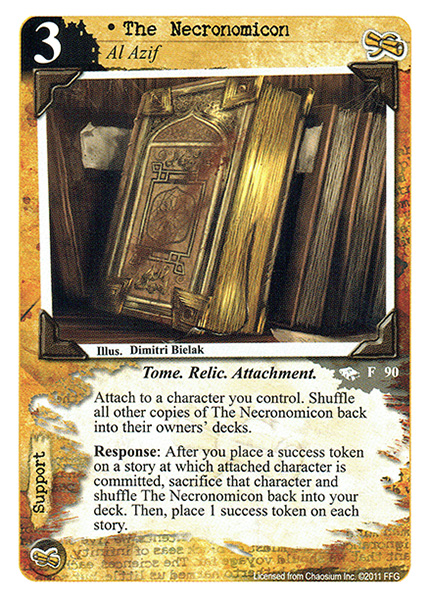 3
• The Necronomicon
Al Azif
Illus. Dimitri Bielak
Tome. Relic. Attachment.
F 90
Attach to a character you control. Shuffle
all other copies of The Necronomicon back
into their owners' decks.
Response: After you place a success token
on a story at which attached character is
committed, sacrifice that character and
shuffle The Necronomicon back into your
deck. Then, place 1 success token on each
story.
Support
Licensed from Chaosium Inc. ©2011 FFG